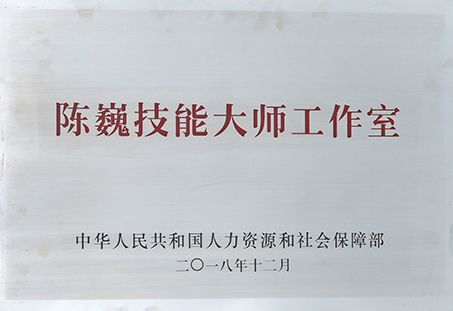 陈巍技能大师工作室
中华人民共和国人力资源和社会保障部
二〇一八年十二月